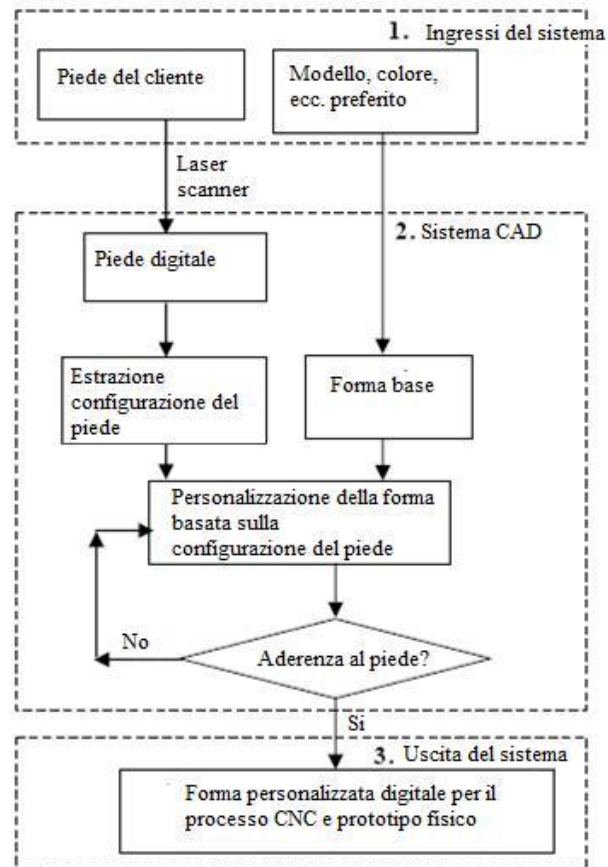 1. Ingressi del sistema
Piede del cliente
Modello, colore,
ecc. preferito
Laser
scanner
2. Sistema CAD
Piede digitale
Estrazione
configurazione del
piede
Forma base
Personalizzazione della forma
basata sulla
configurazione del piede
No
Aderenza al piede?
Si
3. Uscita del sistema
Forma personalizzata digitale per il
processo CNC e prototipo físico